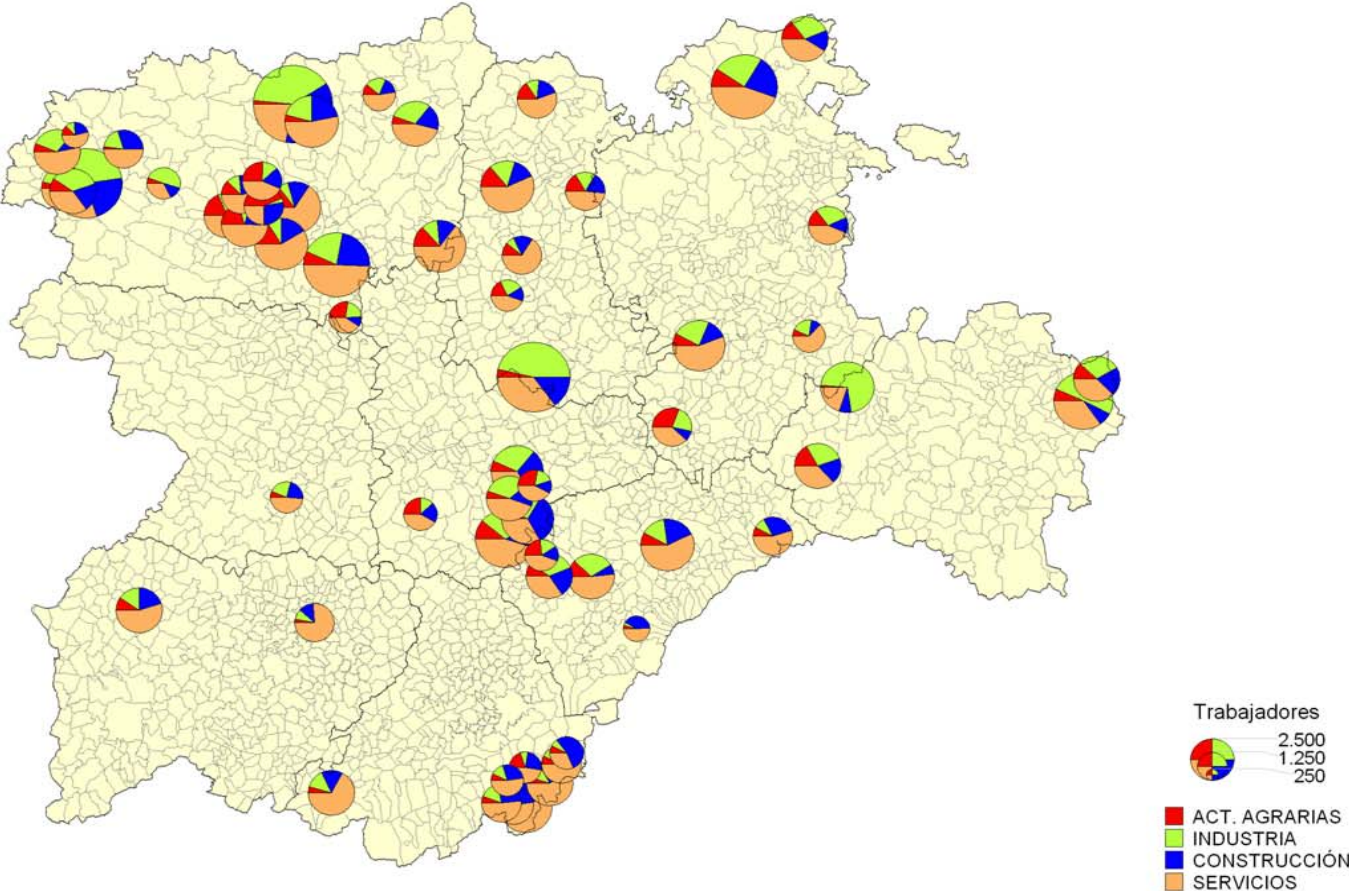 Trabajadores
2.500
1.250
250
ACT. AGRARIAS
INDUSTRIA
CONSTRUCCIÓN
SERVICIOS